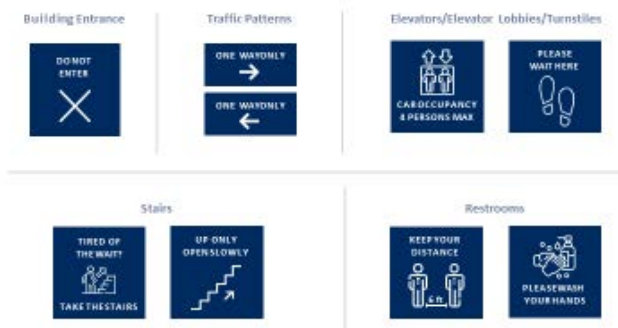 Building Entrance
Traffic Patterns
Elevators/Elevator Lobbies/Turnstiles
DO NOT
ENTER
ONE WAYONLY
ONE WAYONLY
CAR OCCUPANCY
4 PERSONS MAX
PLEASE
WAIT HERE
Stairs
Restrooms
TIRED OF
THE WAIT?
TAKE THE STAIRS
UP ONLY
OPEN SLOWLY
KEEP YOUR
DISTANCE
6 ft
PLEASE WASH
YOUR HANDS